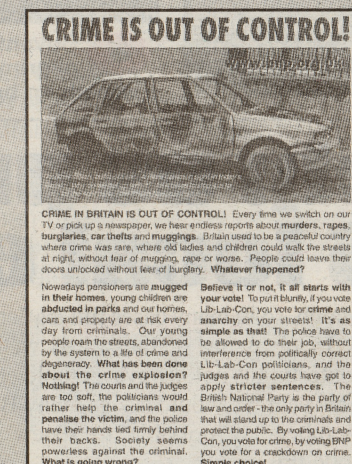 CRIME IS OUT OF CONTROL!
www.bnp.org.uk
CRIME IN BRITAIN IS OUT OF CONTROL! Every time we switch on our
TV or pick up a newspaper, we hear endless reports about murders, rapes,
burglaries, car thefts and muggings. Britain used to be a peaceful country
where crime was rare, where old ladies and children could walk the streets
at night, without fear of mugging, rape or worse. People could leave their
doors unlocked without fear of burglary. Whatever happened?
Nowadays pensioners are mugged
in their homes, young children are
abducted in parks and our homes,
cars and property are at risk every
day from criminals. Our young
people roam the streets, abandoned
by the system to a life of crime and
degeneracy. What has been done
about the crime explosion?
Nothing! The courts and the judges
are too soft, the politicians would
rather help the criminal and
penalise the victim, and the police
have their hands tied firmly behind
their backs. Society seems
powerless against the criminal.
What is going wrong?
Believe it or not, it all starts with
your vote! To put it bluntly, if you vote
Lib-Lab-Con, you vote for crime and
anarchy on your streets! It's as
simple as that! The police have to
be allowed to do their job, without
interference from politically correct
Lib-Lab-Con politicians, and the
judges and the courts have got to
apply stricter sentences. The
British National Party is the party of
law and order - the only party in Britain
that will stand up to the criminals and
protect the public. By voting Lib-Lab-
Con, you vote for crime, by voting BNP
you vote for a crackdown on crime.
Simple choice!